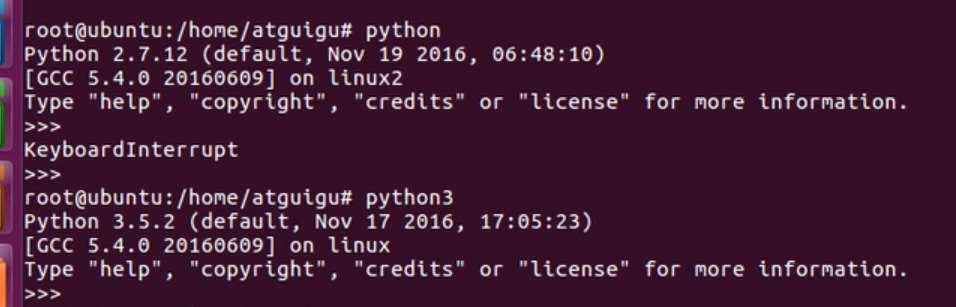 root@ubuntu:/home/atguigu# python
Python 2.7.12 (default, Nov 19 2016, 06:48:10)
[GCC 5.4.0 20160609] on linux2
Type "help", "copyright", "credits" or "license" for more information.
>>>
KeyboardInterrupt
>>>
root@ubuntu:/home/atguigu# python3
Python 3.5.2 (default, Nov 17 2016, 17:05:23)
[GCC 5.4.0 20160609] on linux
Type "help", "copyright", "credits" or "license" for more information.
>>>